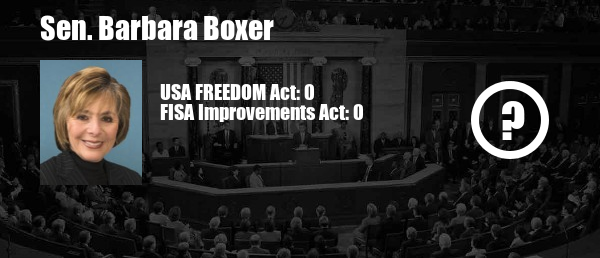 Sen. Barbara Boxer
USA FREEDOM Act: 0
FISA Improvements Act: 0
?